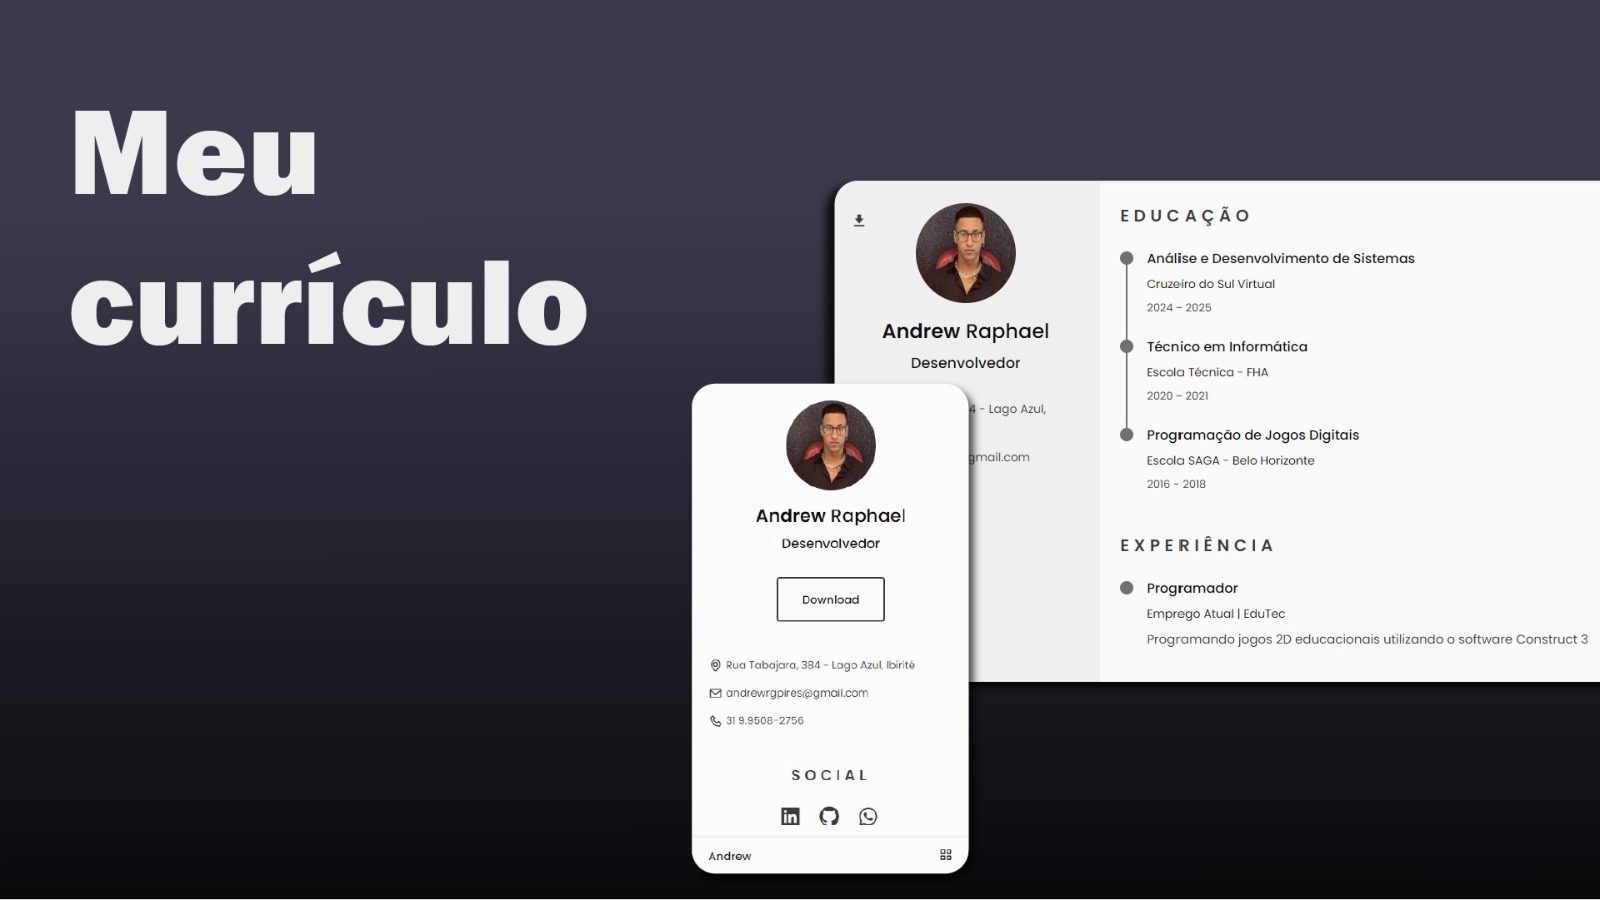 Meu
currículo
EDUCAÇÃO
Análise e Desenvolvimento de Sistemas
Cruzeiro do Sul Virtual
2024 - 2025
Técnico em Informática
Escola Técnica - FHA
2020 - 2021
Programação de Jogos Digitais
Escola SAGA - Belo Horizonte
2016 - 2018
EXPERIÊNCIA
Programador
Emprego Atual | EduTec
Programando jogos 2D educacionais utilizando o software Construct 3
Andrew Raphael
Desenvolvedor
4 - Lago Azul,
gmail.com
Andrew Raphael
Desenvolvedor
Download
Rua Tabajara, 384 - Lago Azul, Ibirité
andrewrgpires@gmail.com
31 9.9508-2756
SOCIAL
in
Andrew